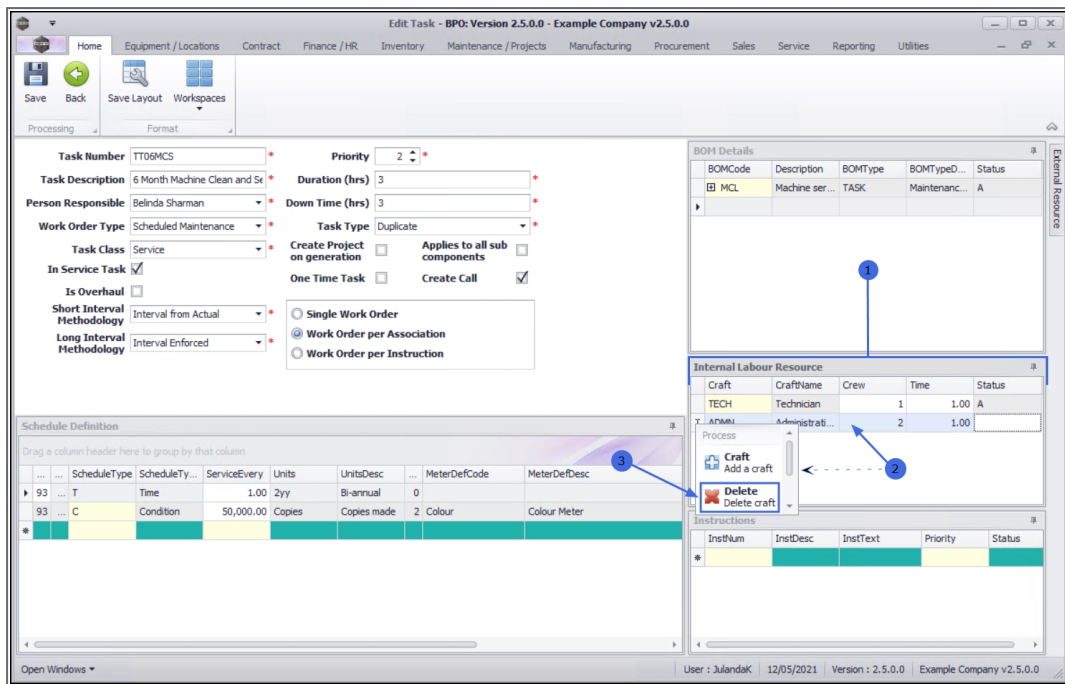 Edit Task - BPO: Version 2.5.0.0 - Example Company v2.5.0.0
Home Equipment / Locations Contract Finance / HR Inventory Maintenance / Projects Manufacturing Procurement Sales Service Reporting Utilities
Save Back Save Layout Workspaces
Processing Format
Task Number TT06MCS *
Task Description 6 Month Machine Clean and Se *
Person Responsible Belinda Sharman *
Work Order Type Scheduled Maintenance *
Task Class Service *
In Service Task
Is Overhaul
Short Interval Methodology Interval from Actual *
Long Interval Methodology Interval Enforced *
Priority 2 *
Duration (hrs) 3 *
Down Time (hrs) 3 *
Task Type Duplicate *
Create Project on generation Applies to all sub components
One Time Task Create Call
Single Work Order
Work Order per Association
Work Order per Instruction
BOM Details
BOMCode Description BOMType BOMTypeD... Status
MCL Machine ser... TASK Maintenanc... A
External Resource
1
Internal Labour Resource
Craft CraftName Crew Time Status
TECH Technician 1 1.00 A
ADMN Administrati... 2 1.00
Process
Craft
Add a craft
Delete
Delete craft
2
3
Schedule Definition
Drag a column header here to group by that column
... ... ScheduleType ScheduleTy... ServiceEvery Units UnitsDesc ... MeterDefCode MeterDefDesc
93 ... T Time 1.00 2yy Bi-annual 0
93 ... C Condition 50,000.00 Copies Copies made 2 Colour Colour Meter
Instructions
InstNum InstDesc InstText Priority Status
Open Windows User : JulandaK 12/05/2021 Version : 2.5.0.0 Example Company v2.5.0.0